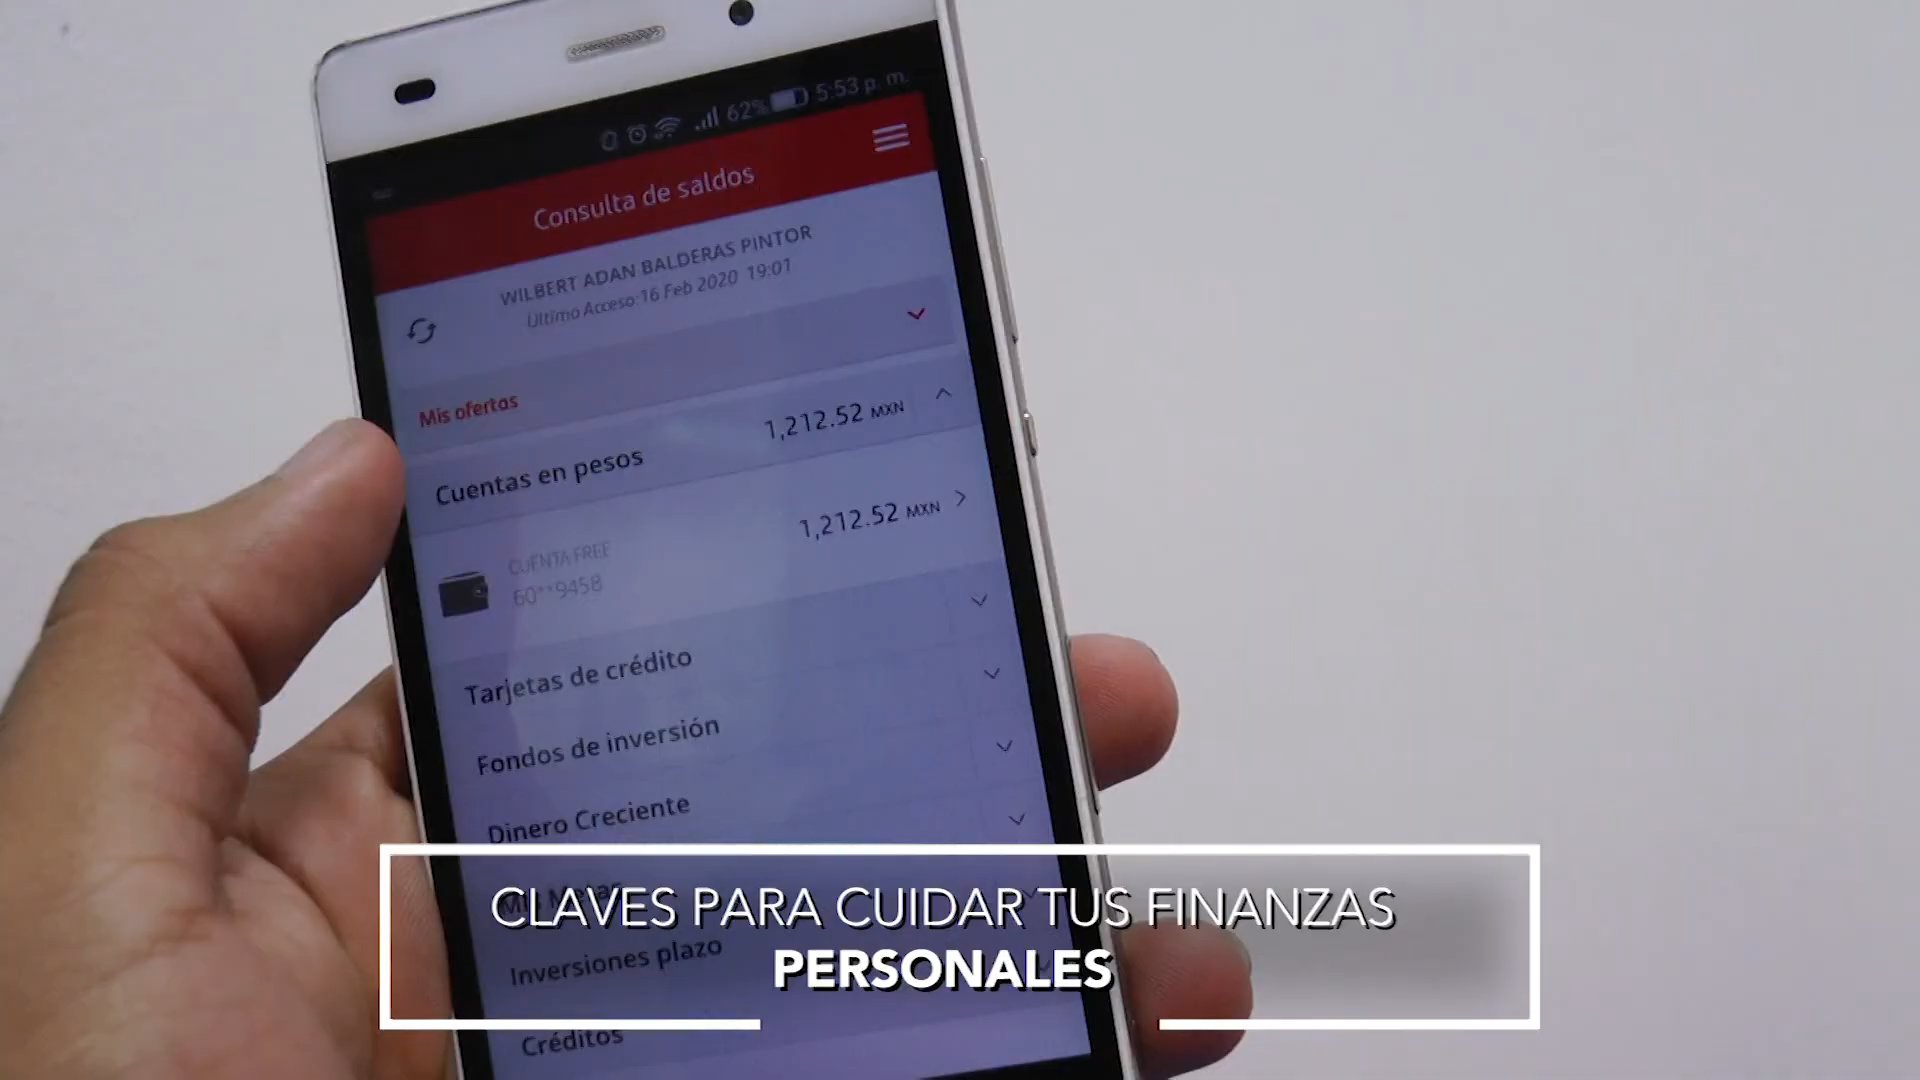 62% 5:53 p. m.
Consulta de saldos
WILBERT ADAN BALDERAS PINTOR
Último Acceso:16 Feb 2020 19:01
Mis ofertas
Cuentas en pesos 1,212.52 MXN
CUENTA FREE 1,212.52 MXN
60**9458
Tarjetas de crédito
Fondos de inversión
Dinero Creciente
CLAVES PARA CUIDAR TUS FINANZAS
Inversiones plazo
PERSONALES
Créditos